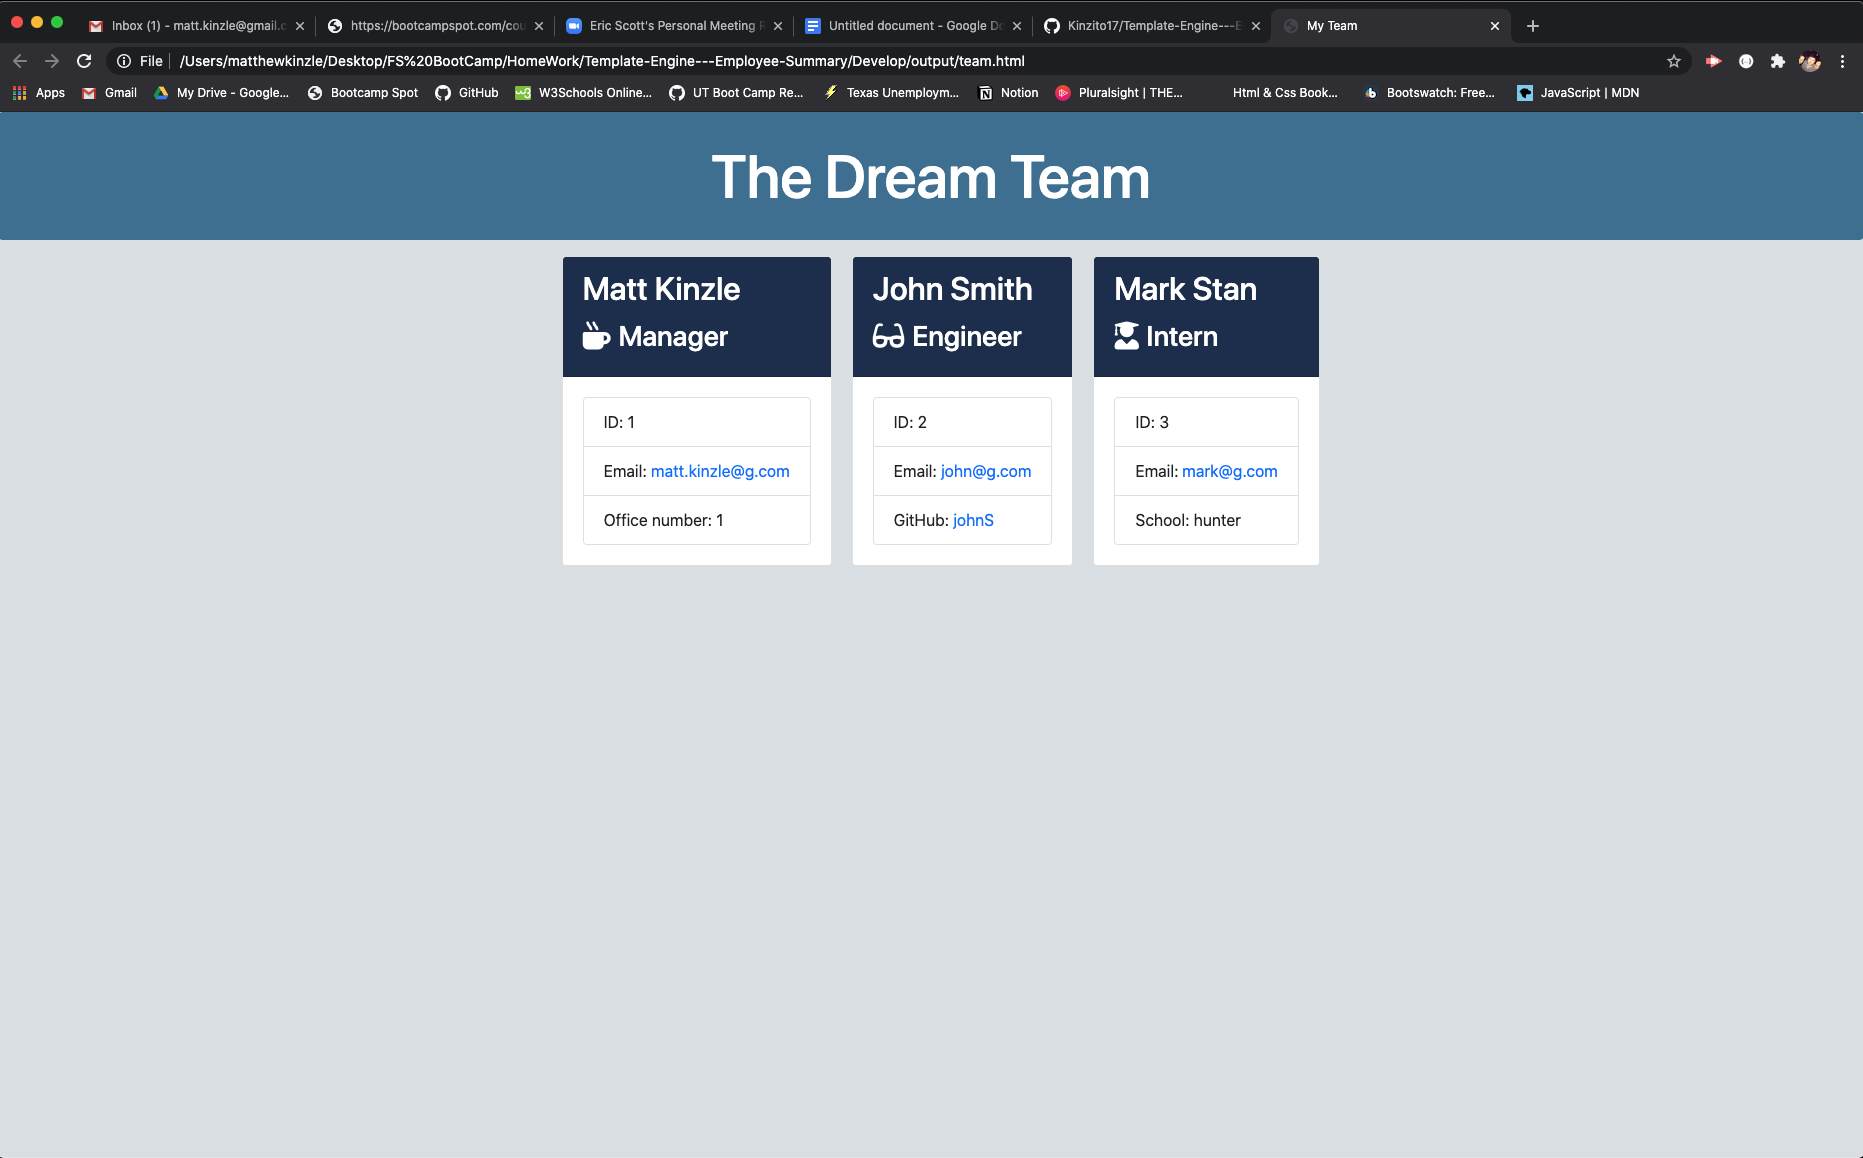 Inbox (1) - matt.kinzle@gmail.c
https://bootcampspot.com/cou
Eric Scott's Personal Meeting R
Untitled document - Google Do
Kinzito17/Template-Engine---E
My Team
File
/Users/matthewkinzle/Desktop/FS%20BootCamp/HomeWork/Template-Engine---Employee-Summary/Develop/output/team.html
Apps
Gmail
My Drive - Google...
Bootcamp Spot
GitHub
W3Schools Online...
UT Boot Camp Re...
Texas Unemploym...
Notion
Pluralsight | THE...
Html & Css Book...
Bootswatch: Free...
JavaScript | MDN
The Dream Team
Matt Kinzle
Manager
ID: 1
Email: matt.kinzle@g.com
Office number: 1
John Smith
Engineer
ID: 2
Email: john@g.com
GitHub: johnS
Mark Stan
Intern
ID: 3
Email: mark@g.com
School: hunter